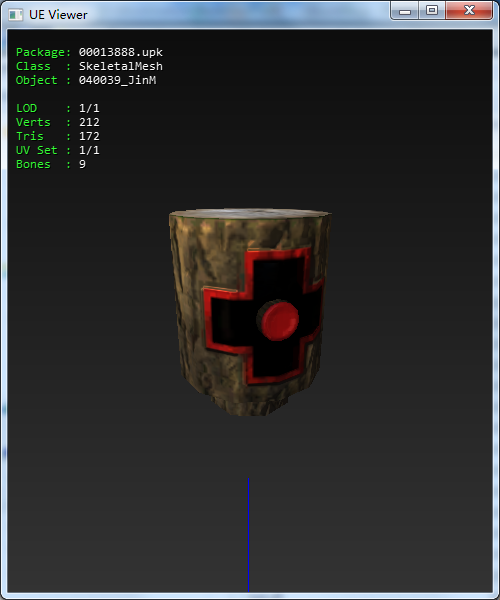 UE Viewer
Package: 00013888.upk
Class : SkeletalMesh
Object : 040039_JinM
LOD : 1/1
Verts : 212
Tris : 172
UV Set : 1/1
Bones : 9